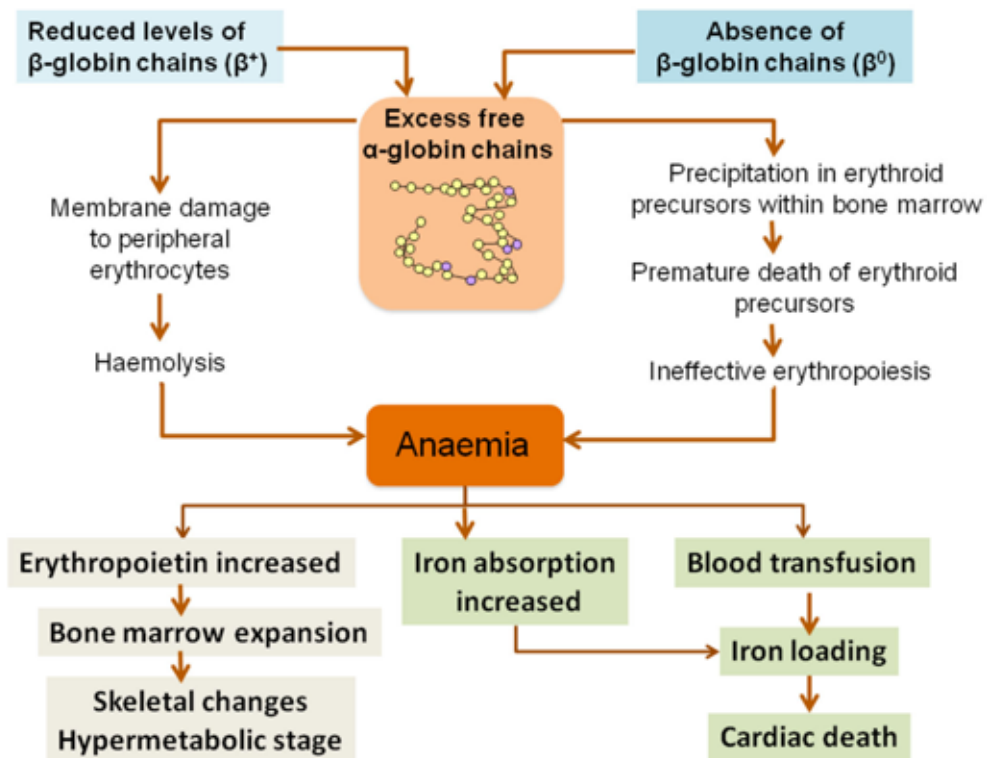 Reduced levels of
β-globin chains (β⁺)
Absence of
β-globin chains (β⁰)
Excess free
α-globin chains
Membrane damage
to peripheral
erythrocytes
Haemolysis
Precipitation in erythroid
precursors within bone marrow
Premature death of erythroid
precursors
Ineffective erythropoiesis
Anaemia
Erythropoietin increased
Bone marrow expansion
Skeletal changes
Hypermetabolic stage
Iron absorption
increased
Blood transfusion
Iron loading
Cardiac death